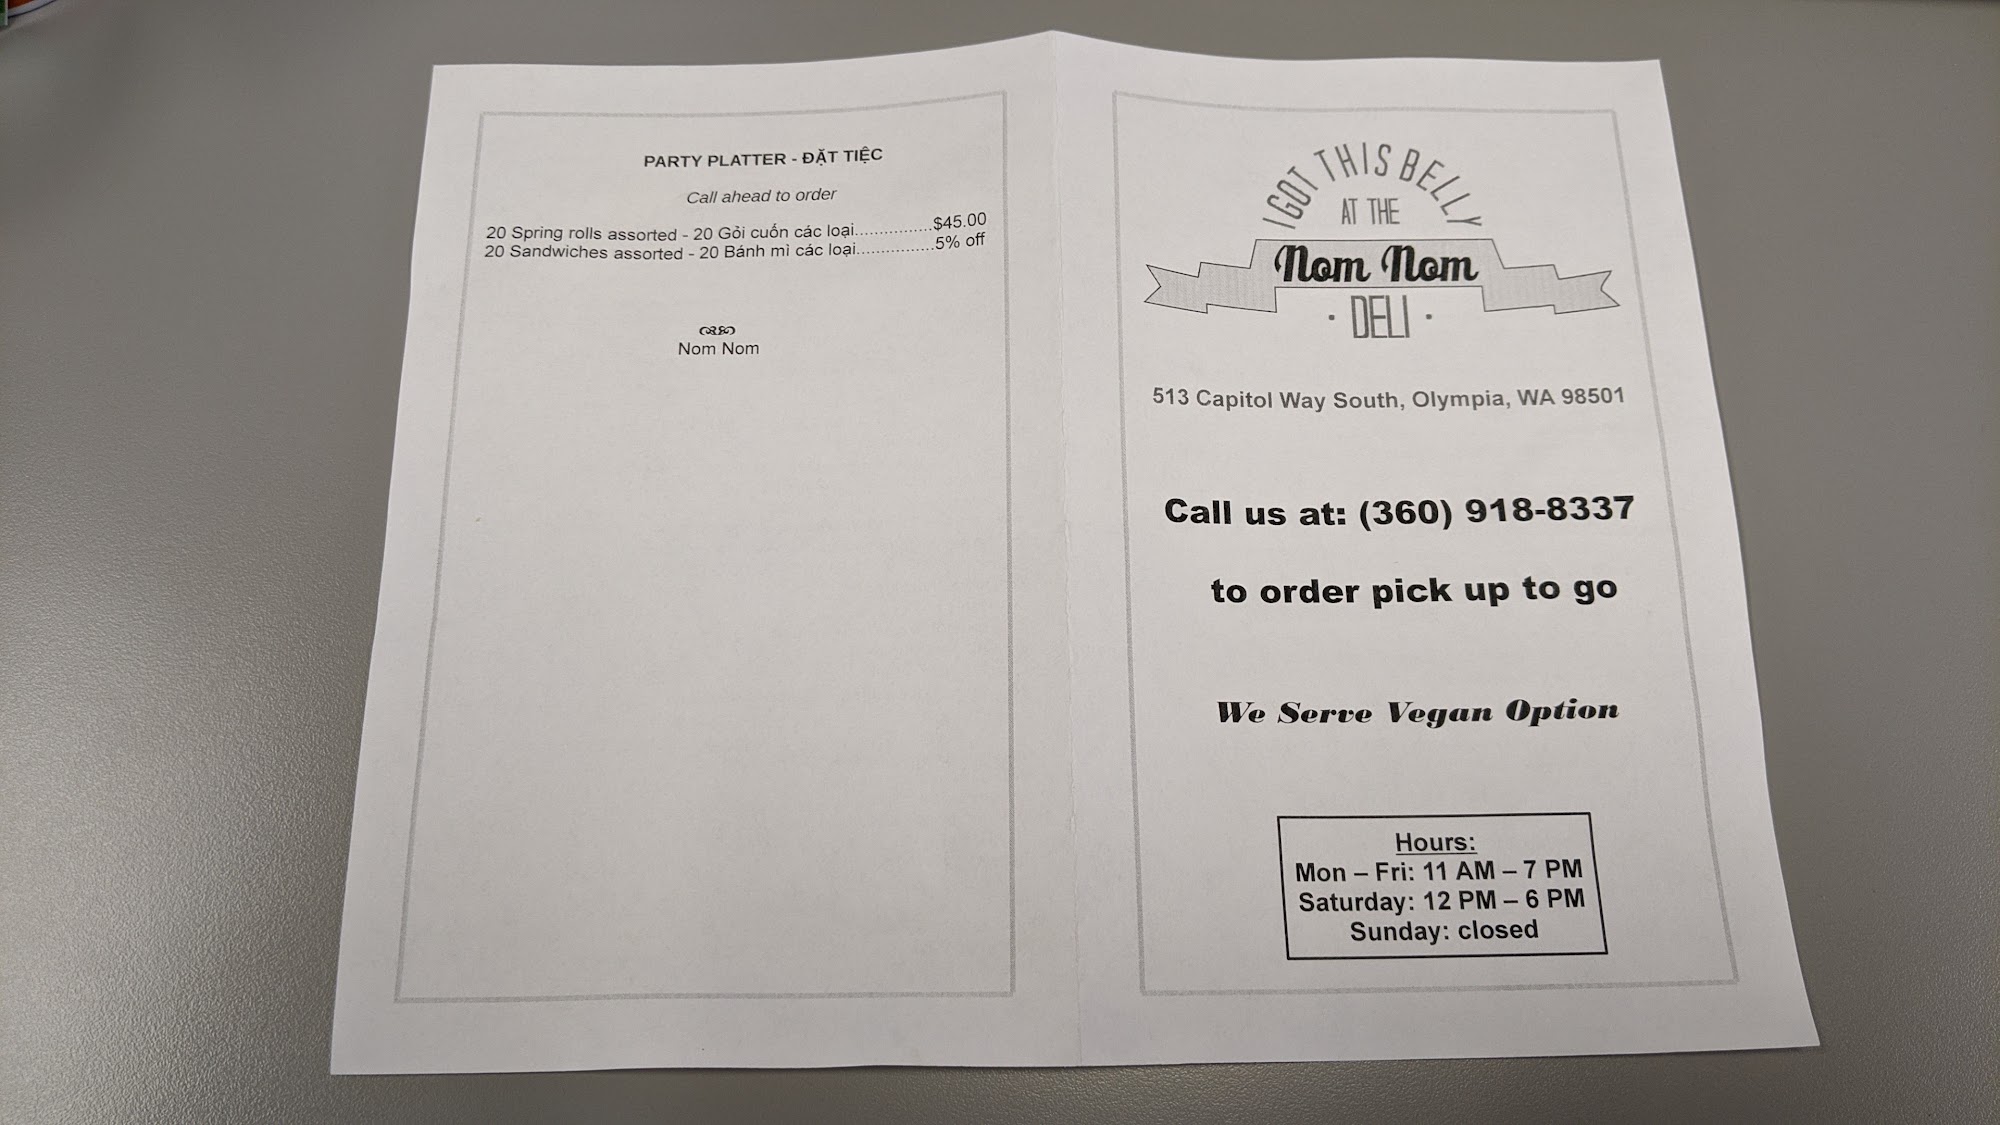 PARTY PLATTER - ĐẶT TIỆC
Call ahead to order
20 Spring rolls assorted - 20 Gỏi cuốn các loại................$45.00
20 Sandwiches assorted - 20 Bánh mì các loại................5% off
Nom Nom
I GOT THIS BELLY
AT THE
Nom Nom
· DELI ·
513 Capitol Way South, Olympia, WA 98501
Call us at: (360) 918-8337
to order pick up to go
We Serve Vegan Option
Hours:
Mon – Fri: 11 AM – 7 PM
Saturday: 12 PM – 6 PM
Sunday: closed